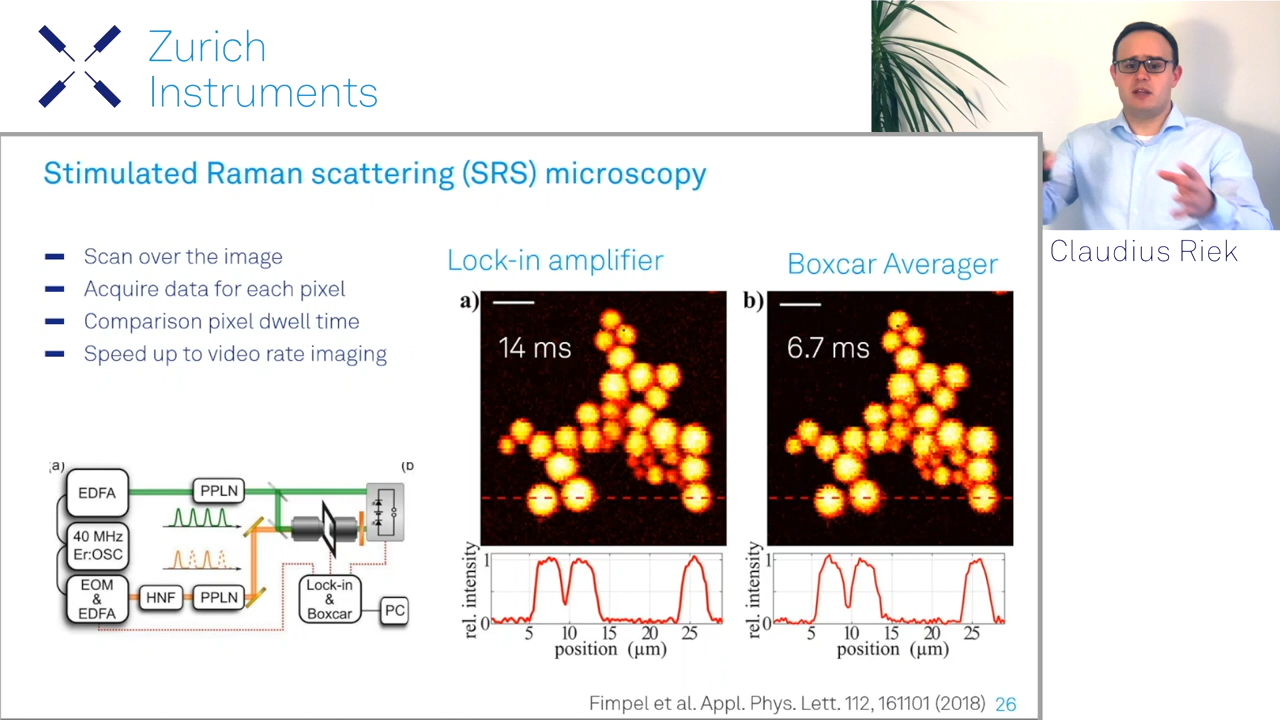 Zurich
Instruments
Stimulated Raman scattering (SRS) microscopy
Scan over the image
Acquire data for each pixel
Comparison pixel dwell time
Speed up to video rate imaging
Lock-in amplifier
Boxcar Averager
Claudius Riek
a)
14 ms
b)
6.7 ms
(a)
(b
EDFA
PPLN
40 MHz
Er:OSC
EOM
&
EDFA
HNF
PPLN
Lock-in
&
Boxcar
PC
rel. intensity
1
0
5
10
15
20
25
position (μm)
rel. intensity
1
0
5
10
15
20
25
position (μm)
Fimpel et al. Appl. Phys. Lett. 112, 161101 (2018)
26